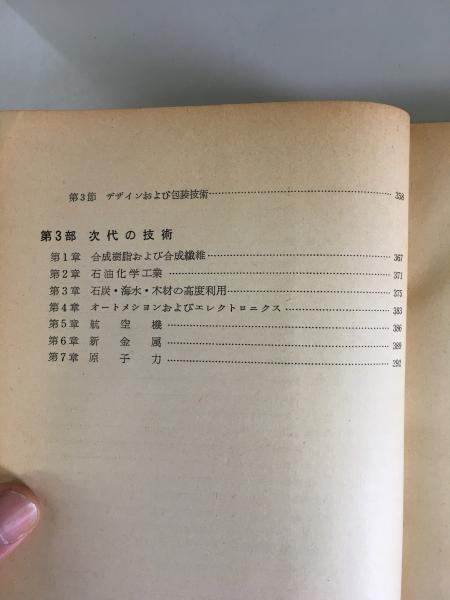 第3節 デザインおよび包装技術 358
第3部 次代の技術
第1章 合成樹脂および合成繊維 367
第2章 石油化学工業 371
第3章 石炭・海水・木材の高度利用 375
第4章 オートメションおよびエレクトロニクス 383
第5章 航空機 386
第6章 新金属 389
第7章 原子力 292